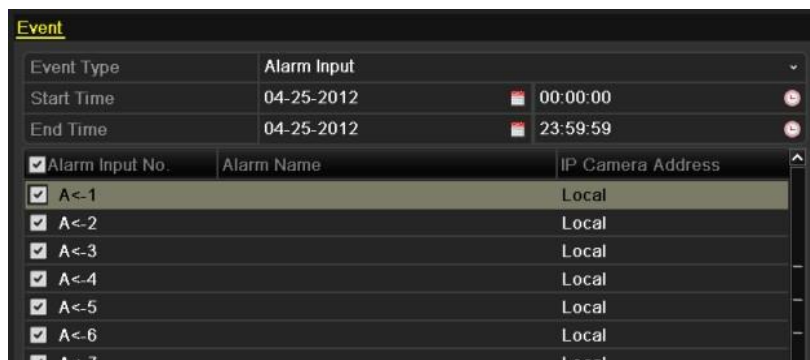 Event
Event Type Alarm Input
Start Time 04-25-2012 00:00:00
End Time 04-25-2012 23:59:59
Alarm Input No. Alarm Name IP Camera Address
A<-1 Local
A<-2 Local
A<-3 Local
A<-4 Local
A<-5 Local
A<-6 Local